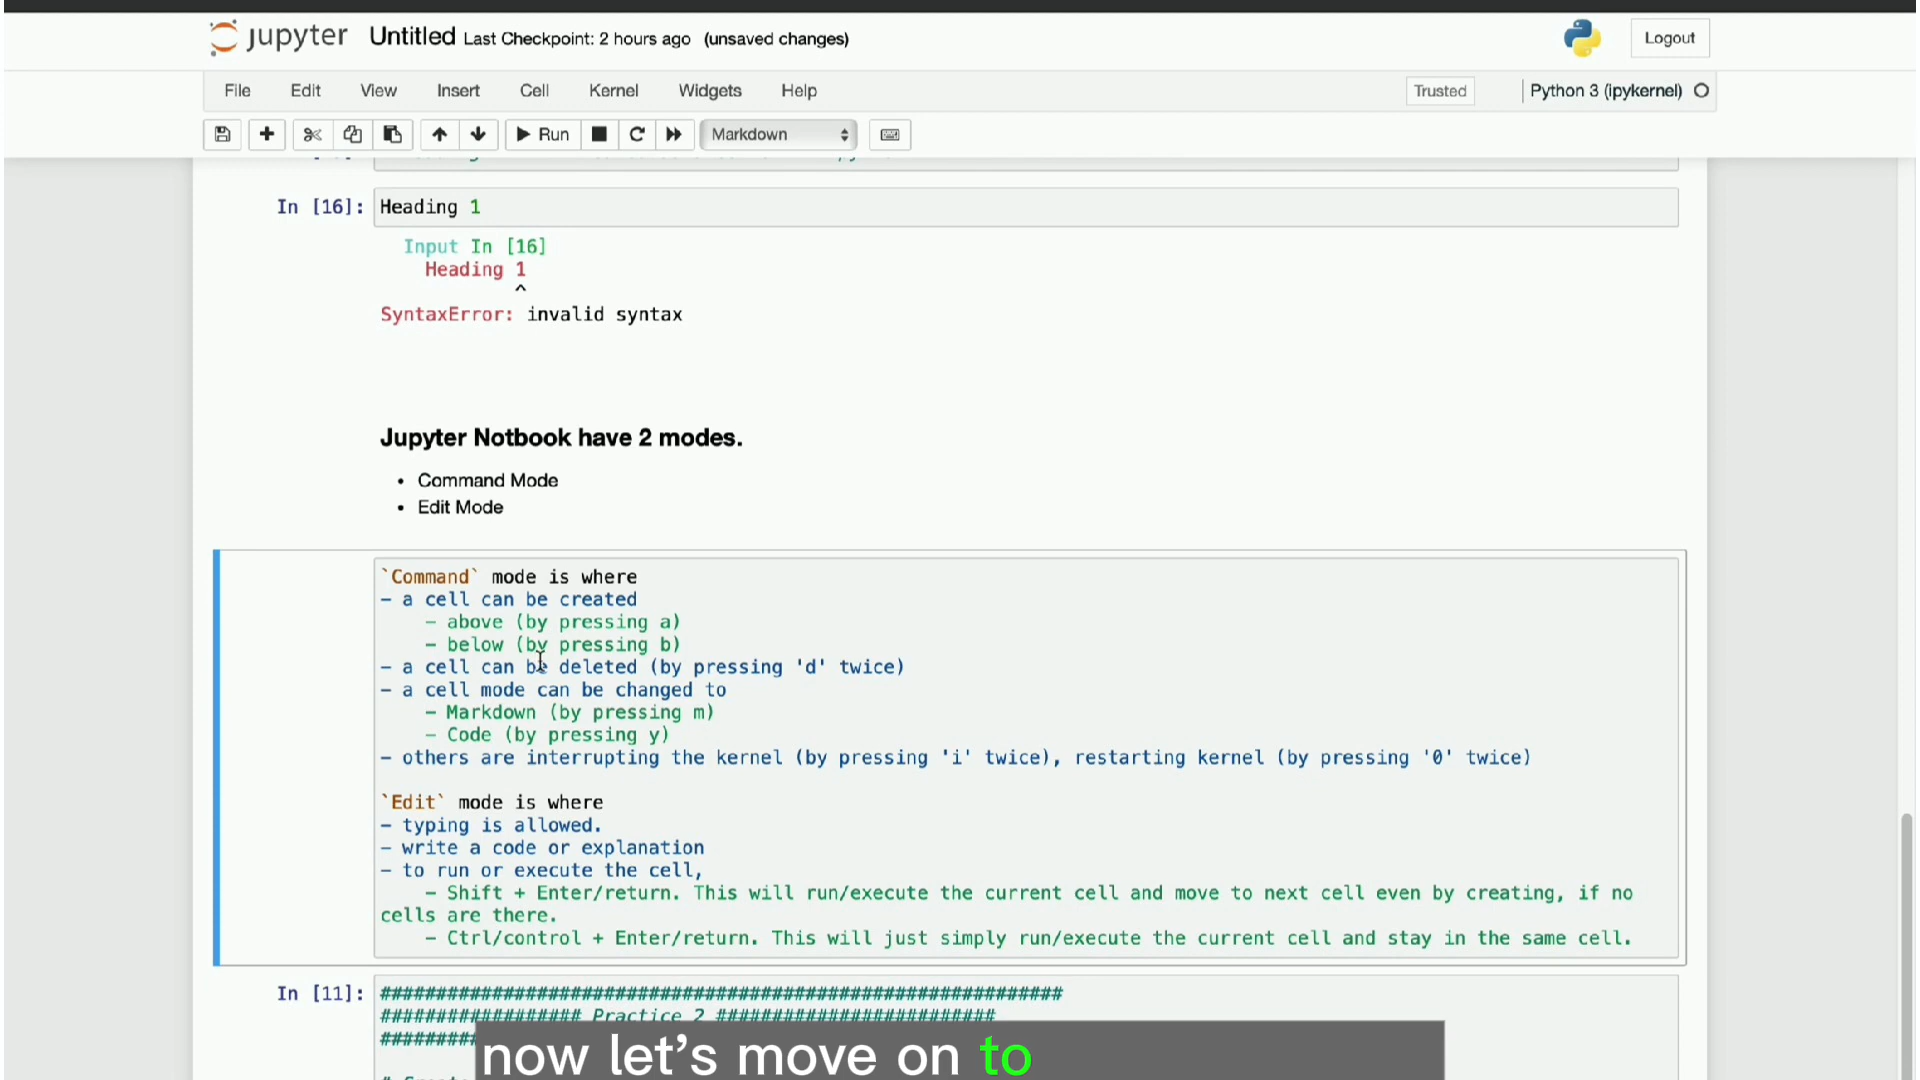 jupyter Untitled Last Checkpoint: 2 hours ago (unsaved changes) Logout
File Edit View Insert Cell Kernel Widgets Help Trusted Python 3 (ipykernel)
Run Markdown
In [16]: Heading 1
Input In [16]
Heading 1
^
SyntaxError: invalid syntax
Jupyter Notbook have 2 modes.
• Command Mode
• Edit Mode
`Command` mode is where
- a cell can be created
- above (by pressing a)
- below (by pressing b)
- a cell can be deleted (by pressing 'd' twice)
- a cell mode can be changed to
- Markdown (by pressing m)
- Code (by pressing y)
- others are interrupting the kernel (by pressing 'i' twice), restarting kernel (by pressing '0' twice)
`Edit` mode is where
- typing is allowed.
- write a code or explanation
- to run or execute the cell,
- Shift + Enter/return. This will run/execute the current cell and move to next cell even by creating, if no
cells are there.
- Ctrl/control + Enter/return. This will just simply run/execute the current cell and stay in the same cell.
In [11]: #############################################################
################## Practice 2 #########################
#########
now let's move on to